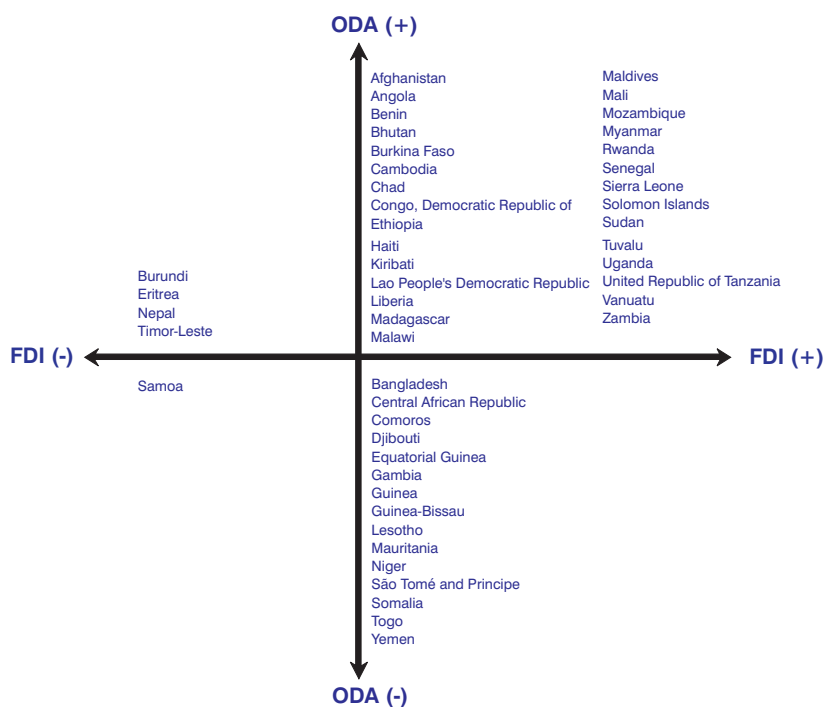 ODA (+)
Afghanistan
Angola
Benin
Bhutan
Burkina Faso
Cambodia
Chad
Congo, Democratic Republic of
Ethiopia
Haiti
Kiribati
Lao People's Democratic Republic
Liberia
Madagascar
Malawi
Maldives
Mali
Mozambique
Myanmar
Rwanda
Senegal
Sierra Leone
Solomon Islands
Sudan
Tuvalu
Uganda
United Republic of Tanzania
Vanuatu
Zambia
Burundi
Eritrea
Nepal
Timor-Leste
FDI (-)
FDI (+)
Samoa
Bangladesh
Central African Republic
Comoros
Djibouti
Equatorial Guinea
Gambia
Guinea
Guinea-Bissau
Lesotho
Mauritania
Niger
São Tomé and Principe
Somalia
Togo
Yemen
ODA (-)